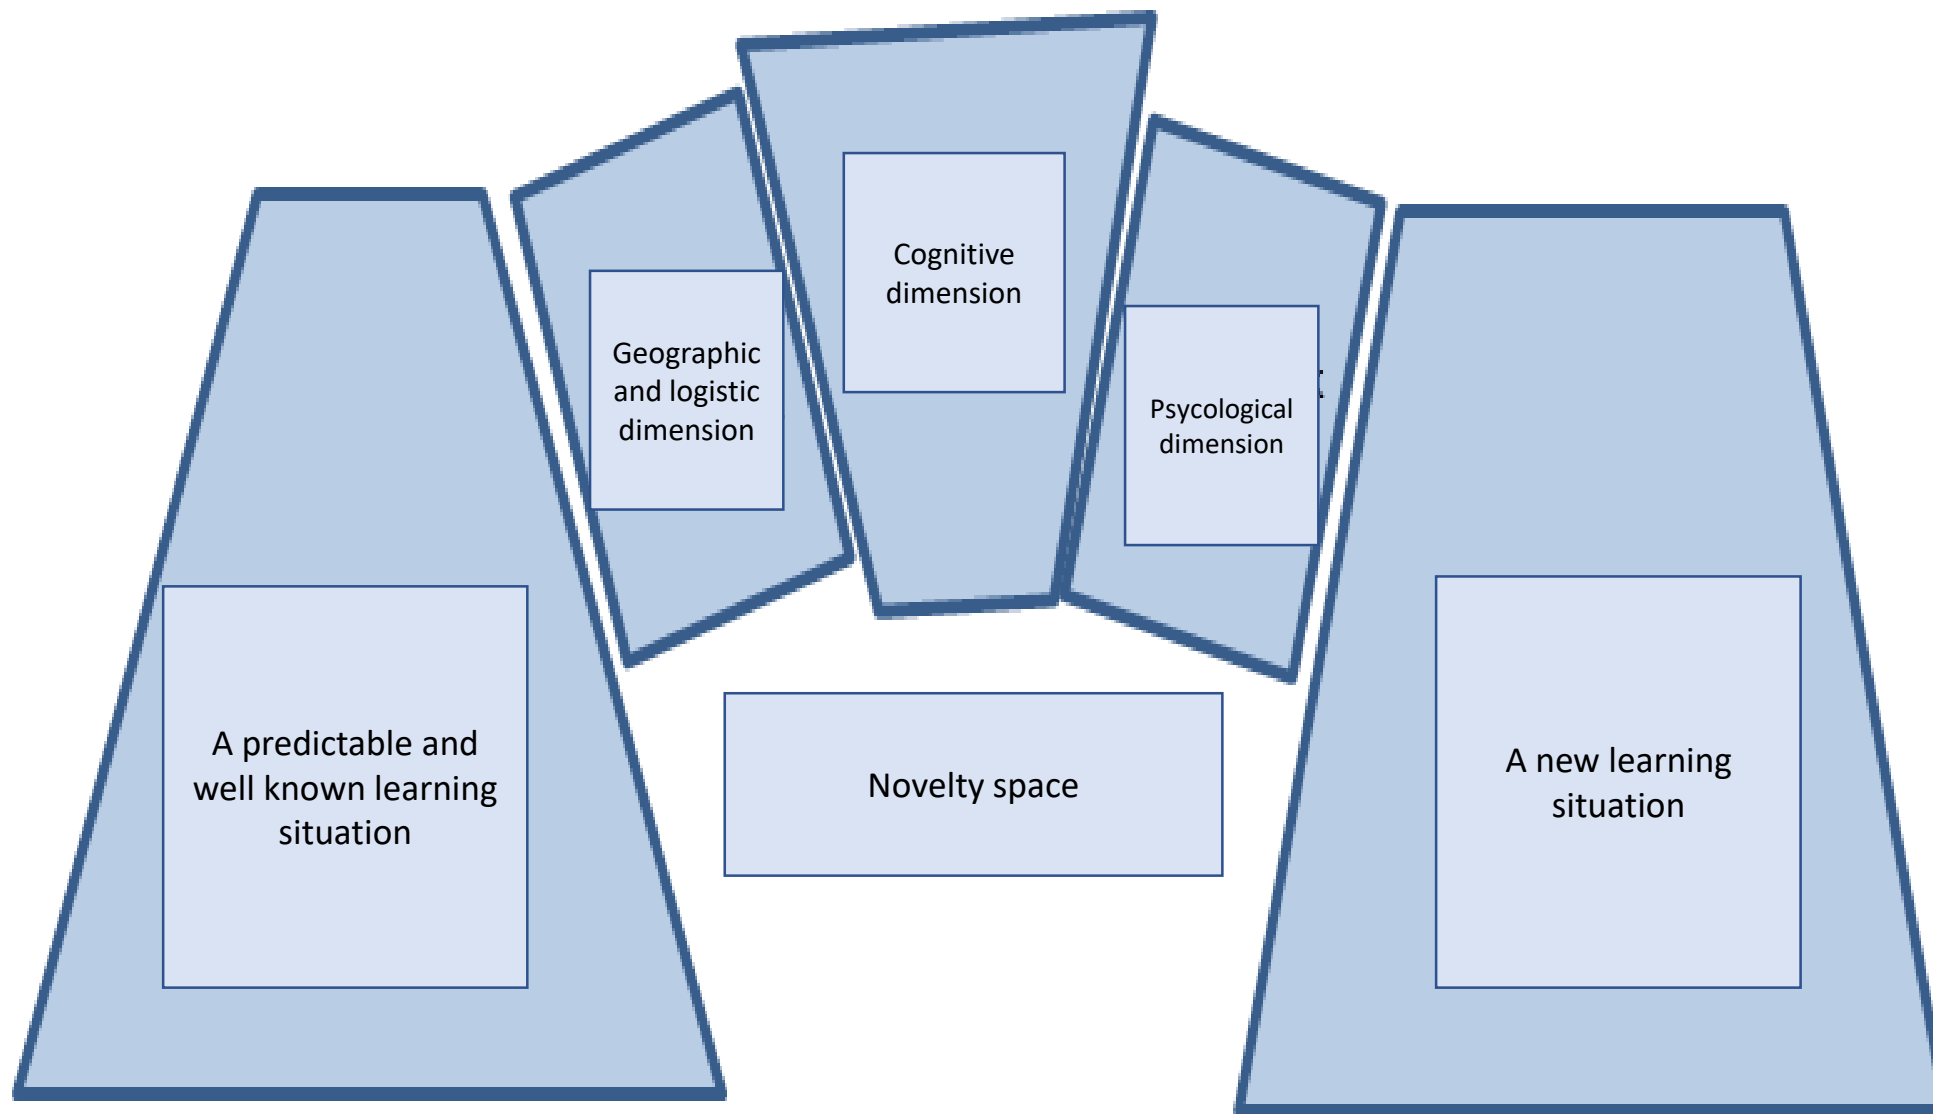 Cognitive
dimension
Geographic
and logistic
dimension
Psycological
dimension
A predictable and
well known learning
situation
Novelty space
A new learning
situation